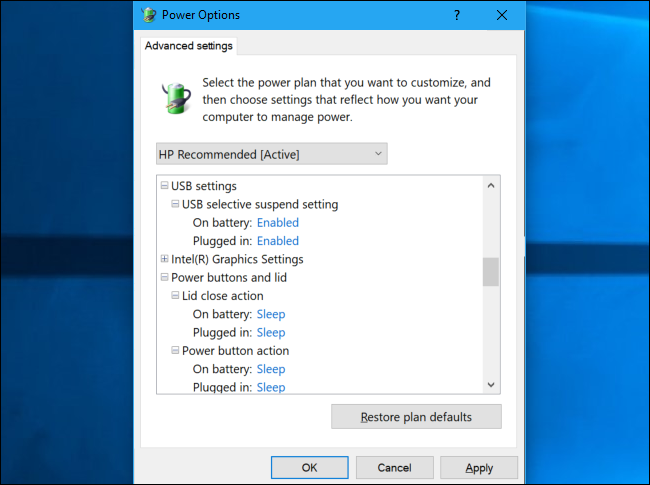 Power Options
?
Advanced settings
Select the power plan that you want to customize, and
then choose settings that reflect how you want your
computer to manage power.
HP Recommended [Active]
USB settings
USB selective suspend setting
On battery: Enabled
Plugged in: Enabled
Intel(R) Graphics Settings
Power buttons and lid
Lid close action
On battery: Sleep
Plugged in: Sleep
Power button action
On battery: Sleep
Plugged in: Sleep
Restore plan defaults
OK
Cancel
Apply